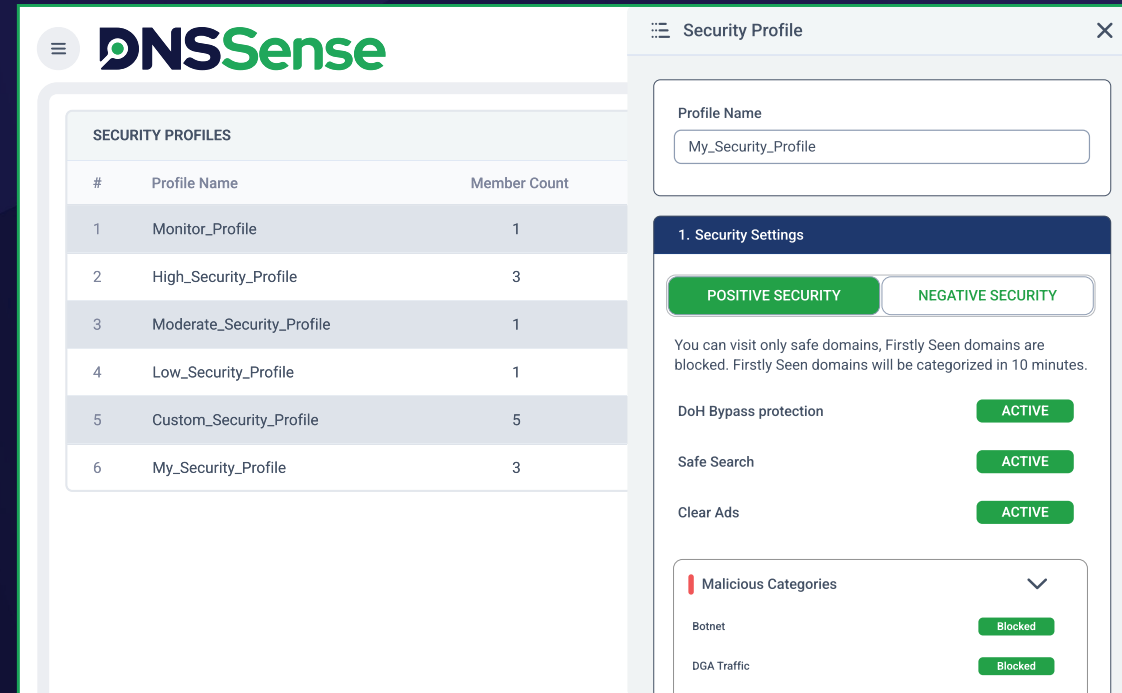 DNSSense
SECURITY PROFILES
# Profile Name Member Count
1 Monitor_Profile 1
2 High_Security_Profile 3
3 Moderate_Security_Profile 1
4 Low_Security_Profile 1
5 Custom_Security_Profile 5
6 My_Security_Profile 3
Security Profile
Profile Name
My_Security_Profile
1. Security Settings
POSITIVE SECURITY NEGATIVE SECURITY
You can visit only safe domains, Firstly Seen domains are
blocked. Firstly Seen domains will be categorized in 10 minutes.
DoH Bypass protection ACTIVE
Safe Search ACTIVE
Clear Ads ACTIVE
Malicious Categories
Botnet Blocked
DGA Traffic Blocked